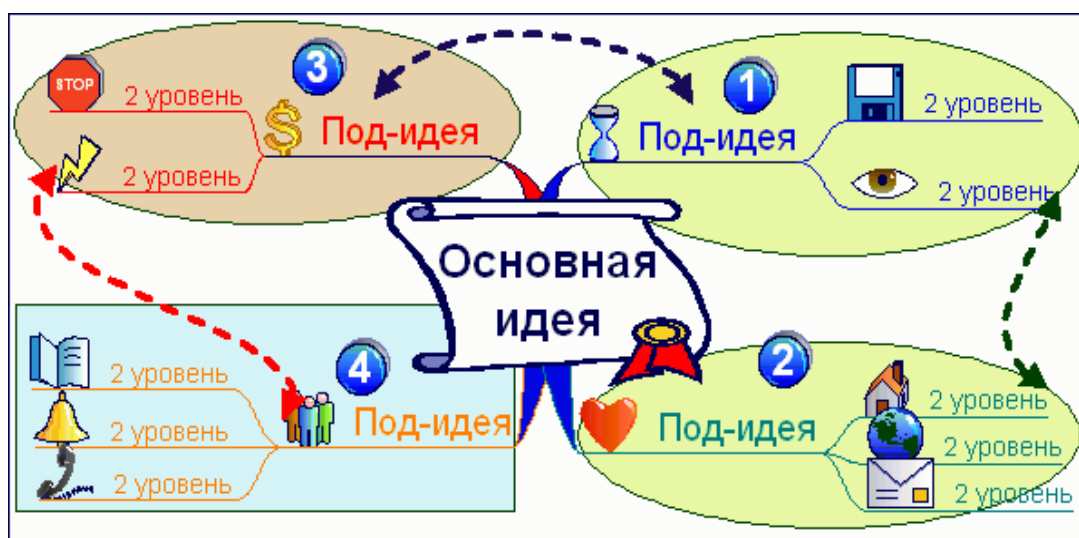 3
1
STOP
2 уровень
2 уровень
Под-идея
Под-идея
2 уровень
2 уровень
Основная
идея
4
2
2 уровень
2 уровень
Под-идея
Под-идея
2 уровень
2 уровень
2 уровень
2 уровень